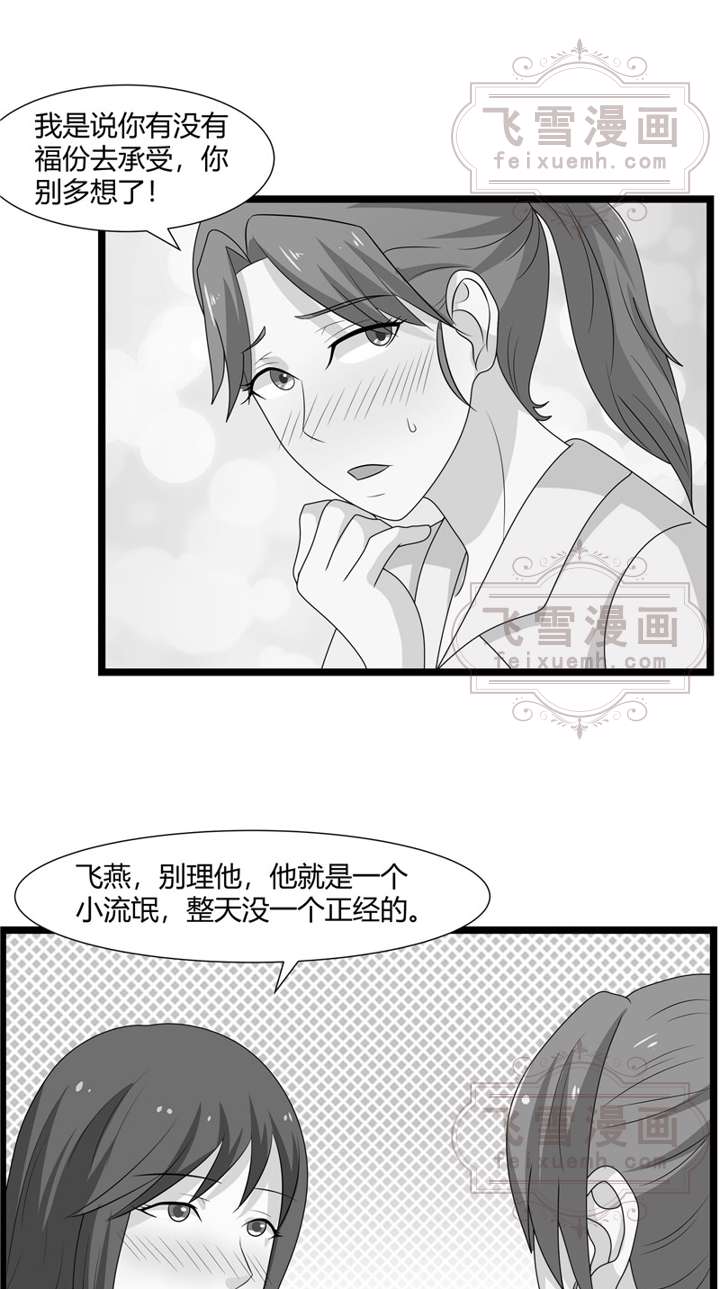 飞雪漫画
feixuemh.com
我是说你有没有
福份去承受，你
别多想了！
飞雪漫画
feixuemh.com
飞燕，别理他，他就是一个
小流氓，整天没一个正经的。
飞雪漫画
feixuemh.com